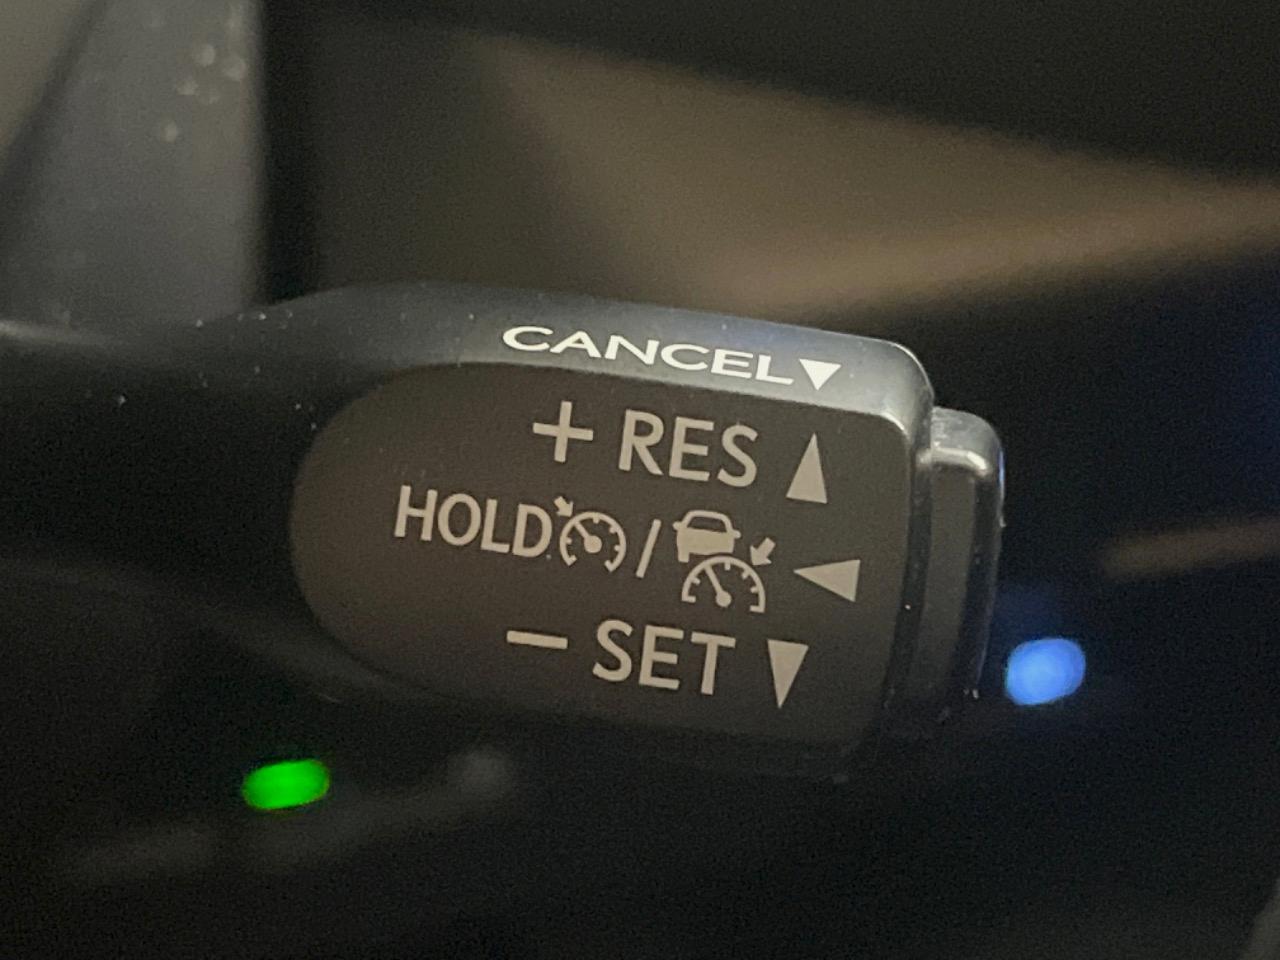 CANCEL▼
+ RES ▲
HOLD / ◀
− SET ▼